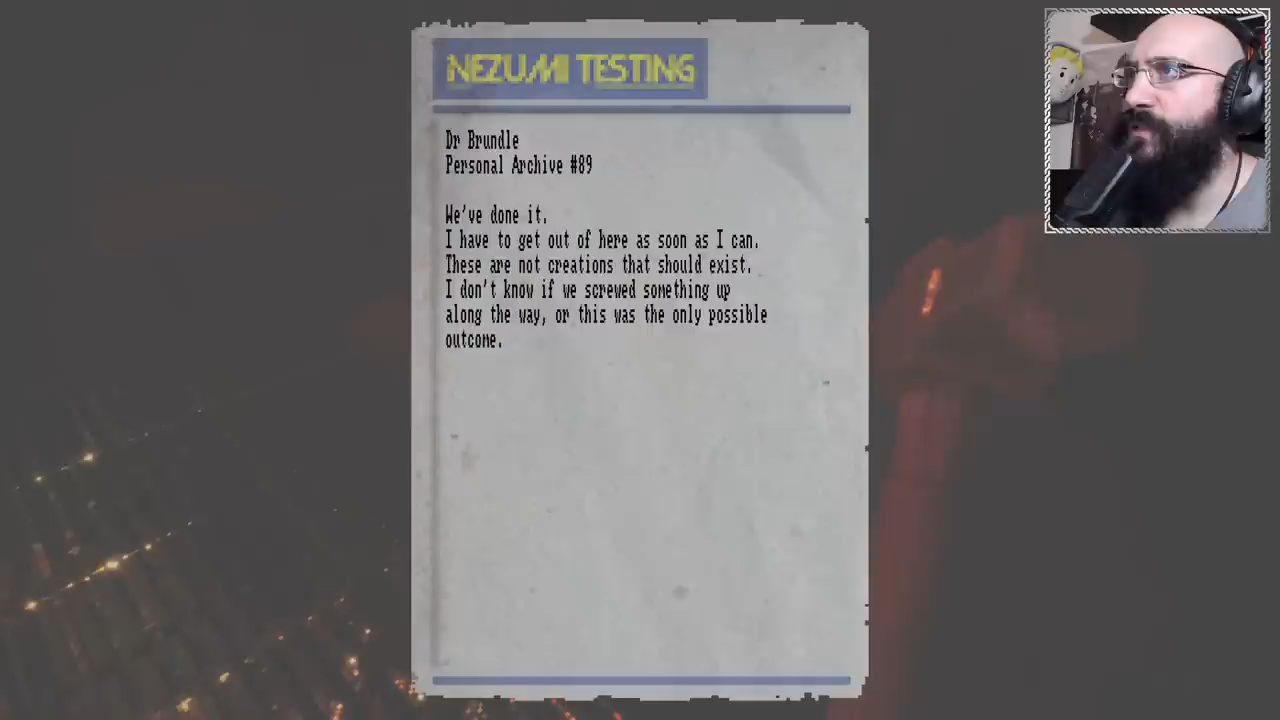 NEZUMI TESTING
Dr Brundle
Personal Archive #89
We've done it.
I have to get out of here as soon as I can.
These are not creations that should exist.
I don't know if we screwed something up
along the way, or this was the only possible
outcome.